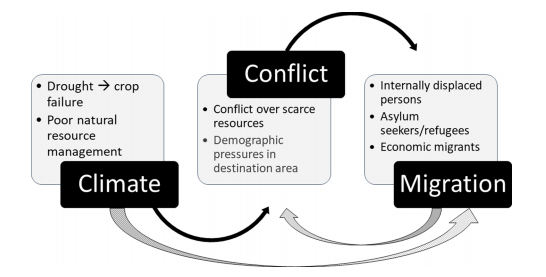 • Drought → crop
failure
• Poor natural
resource
management
Climate
Conflict
• Conflict over scarce
resources
• Demographic
pressures in
destination area
• Internally displaced
persons
• Asylum
seekers/refugees
• Economic migrants
Migration